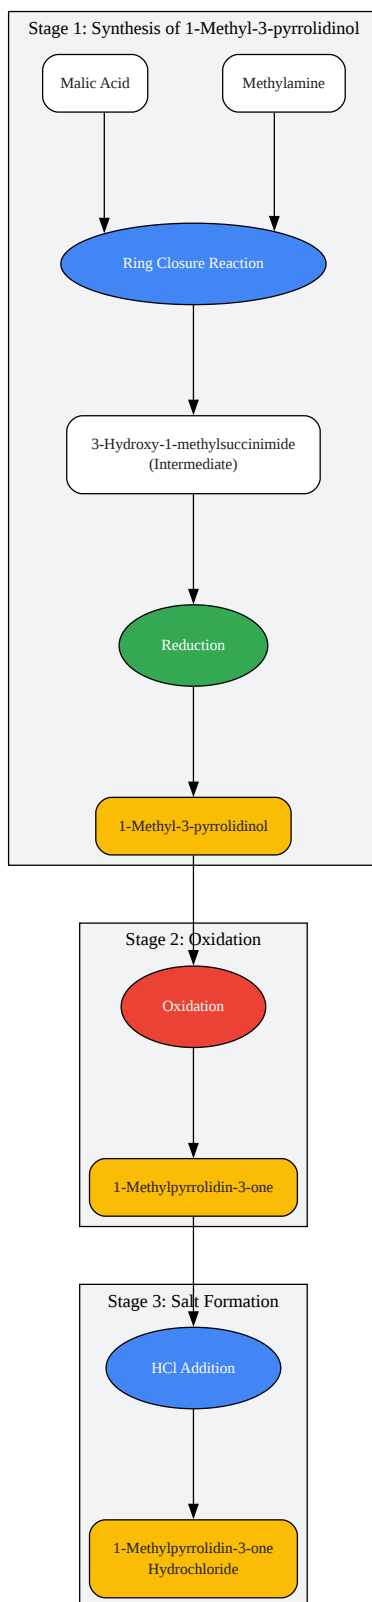 Stage 1: Synthesis of 1-Methyl-3-pyrrolidinol
Malic Acid
Methylamine
Ring Closure Reaction
3-Hydroxy-1-methylsuccinimide
(Intermediate)
Reduction
1-Methyl-3-pyrrolidinol
Stage 2: Oxidation
Oxidation
1-Methylpyrrolidin-3-one
Stage 3: Salt Formation
HCl Addition
1-Methylpyrrolidin-3-one
Hydrochloride